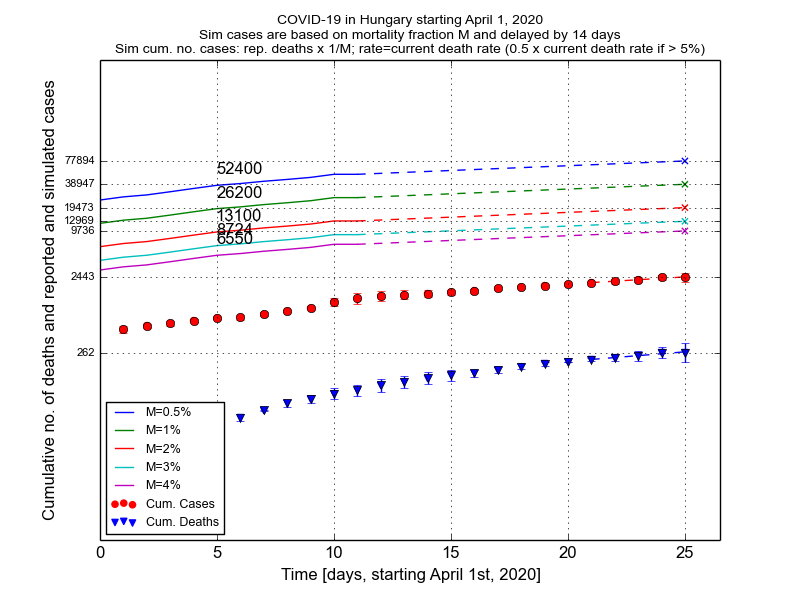 COVID-19 in Hungary starting April 1, 2020
Sim cases are based on mortality fraction M and delayed by 14 days
Sim cum. no. cases: rep. deaths x 1/M; rate=current death rate (0.5 x current death rate if > 5%)
Cumulative no. of deaths and reported and simulated cases
77894
38947
19473
12969
9736
2443
262
52400
26200
13100
8724
6550
M=0.5%
M=1%
M=2%
M=3%
M=4%
Cum. Cases
Cum. Deaths
0 5 10 15 20 25
Time [days, starting April 1st, 2020]